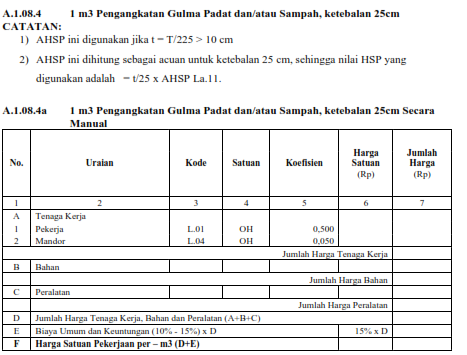 A.1.08.4 1 m3 Pengangkatan Gulma Padat dan/atau Sampah, ketebalan 25cm
CATATAN:
1) AHSP ini digunakan jika t = T/225 > 10 cm
2) AHSP ini dihitung sebagai acuan untuk ketebalan 25 cm, sehingga nilai HSP yang
digunakan adalah = t/25 x AHSP La.11.
A.1.08.4a 1 m3 Pengangkatan Gulma Padat dan/atau Sampah, ketebalan 25cm Secara
Manual
No. Uraian Kode Satuan Koefisien Harga Satuan (Rp) Jumlah Harga (Rp)
1 2 3 4 5 6 7
A Tenaga Kerja
1 Pekerja L.01 OH 0,500
2 Mandor L.04 OH 0,050
Jumlah Harga Tenaga Kerja
B Bahan
Jumlah Harga Bahan
C Peralatan
Jumlah Harga Peralatan
D Jumlah Harga Tenaga Kerja, Bahan dan Peralatan (A+B+C)
E Biaya Umum dan Keuntungan (10% - 15%) x D 15% x D
F Harga Satuan Pekerjaan per – m3 (D+E)